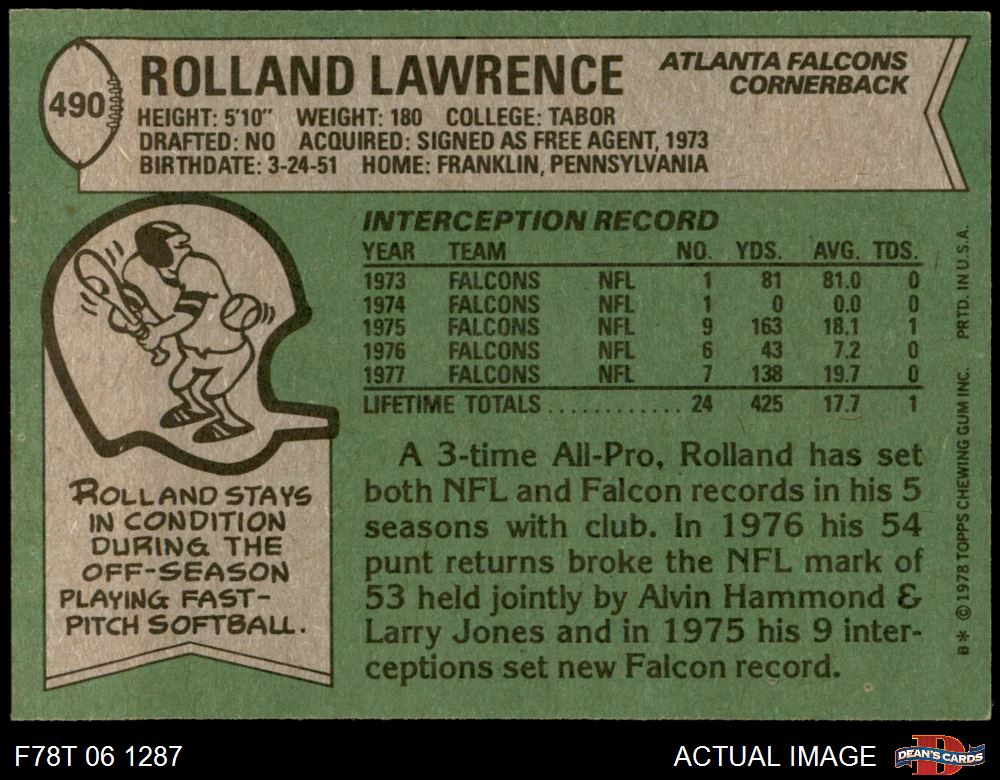 490
ROLLAND LAWRENCE
ATLANTA FALCONS
CORNERBACK
HEIGHT: 5'10" WEIGHT: 180 COLLEGE: TABOR
DRAFTED: NO ACQUIRED: SIGNED AS FREE AGENT, 1973
BIRTHDATE: 3-24-51 HOME: FRANKLIN, PENNSYLVANIA
INTERCEPTION RECORD
YEAR TEAM NO. YDS. AVG. TDS.
1973 FALCONS NFL 1 81 81.0 0
1974 FALCONS NFL 1 0 0.0 0
1975 FALCONS NFL 9 163 18.1 1
1976 FALCONS NFL 6 43 7.2 0
1977 FALCONS NFL 7 138 19.7 0
LIFETIME TOTALS............ 24 425 17.7 1
A 3-time All-Pro, Rolland has set
both NFL and Falcon records in his 5
seasons with club. In 1976 his 54
punt returns broke the NFL mark of
53 held jointly by Alvin Hammond &
Larry Jones and in 1975 his 9 inter-
ceptions set new Falcon record.
ROLLAND STAYS
IN CONDITION
DURING THE
OFF-SEASON
PLAYING FAST-
PITCH SOFTBALL.
B* © 1978 TOPPS CHEWING GUM INC. PRTD. IN U.S.A.
F78T 06 1287
ACTUAL IMAGE
D
DEAN'S CARDS